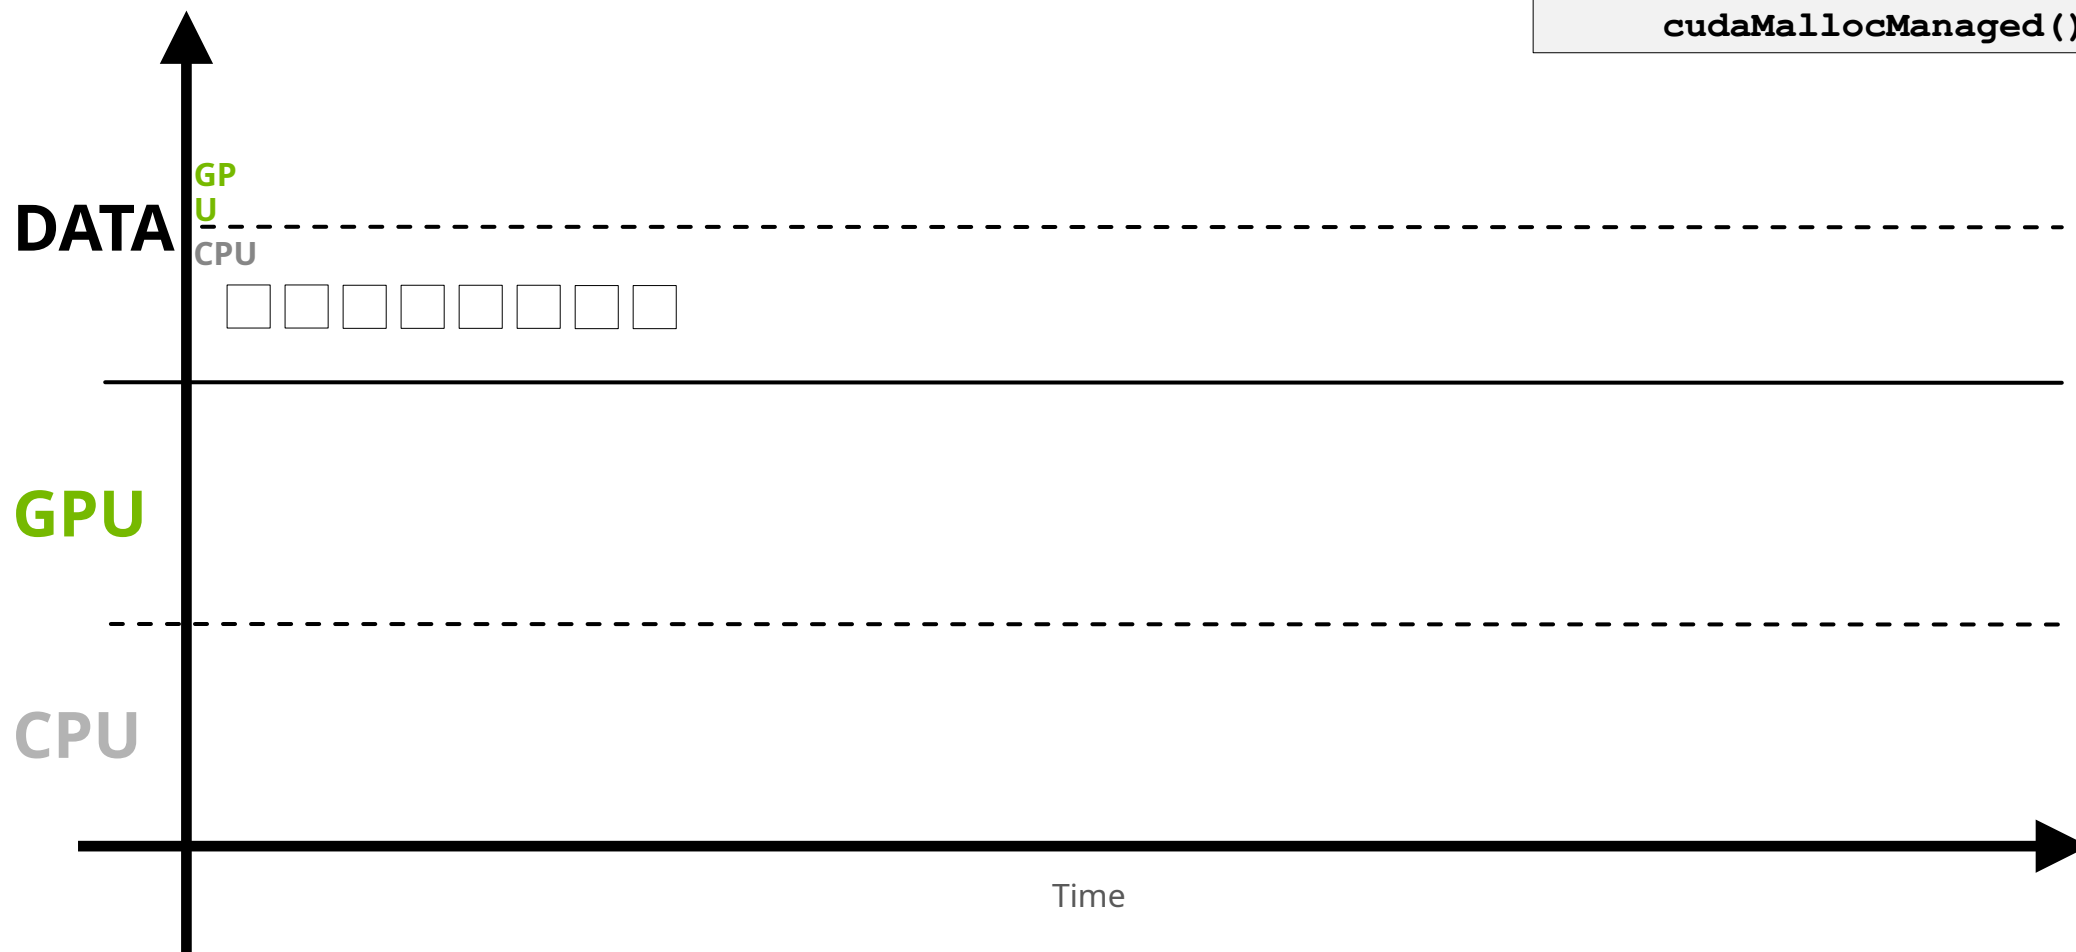 cudaMallocManaged()
GP
U
DATA
CPU
GPU
CPU
Time